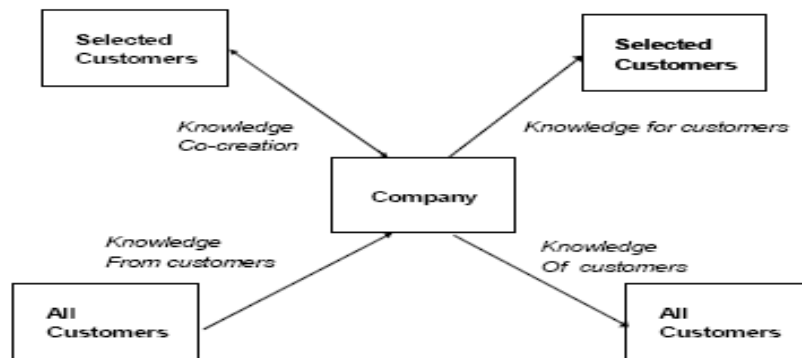 Selected
Customers
Selected
Customers
Knowledge
Co-creation
Knowledge for customers
Company
Knowledge
From customers
Knowledge
Of customers
All
Customers
All
Customers